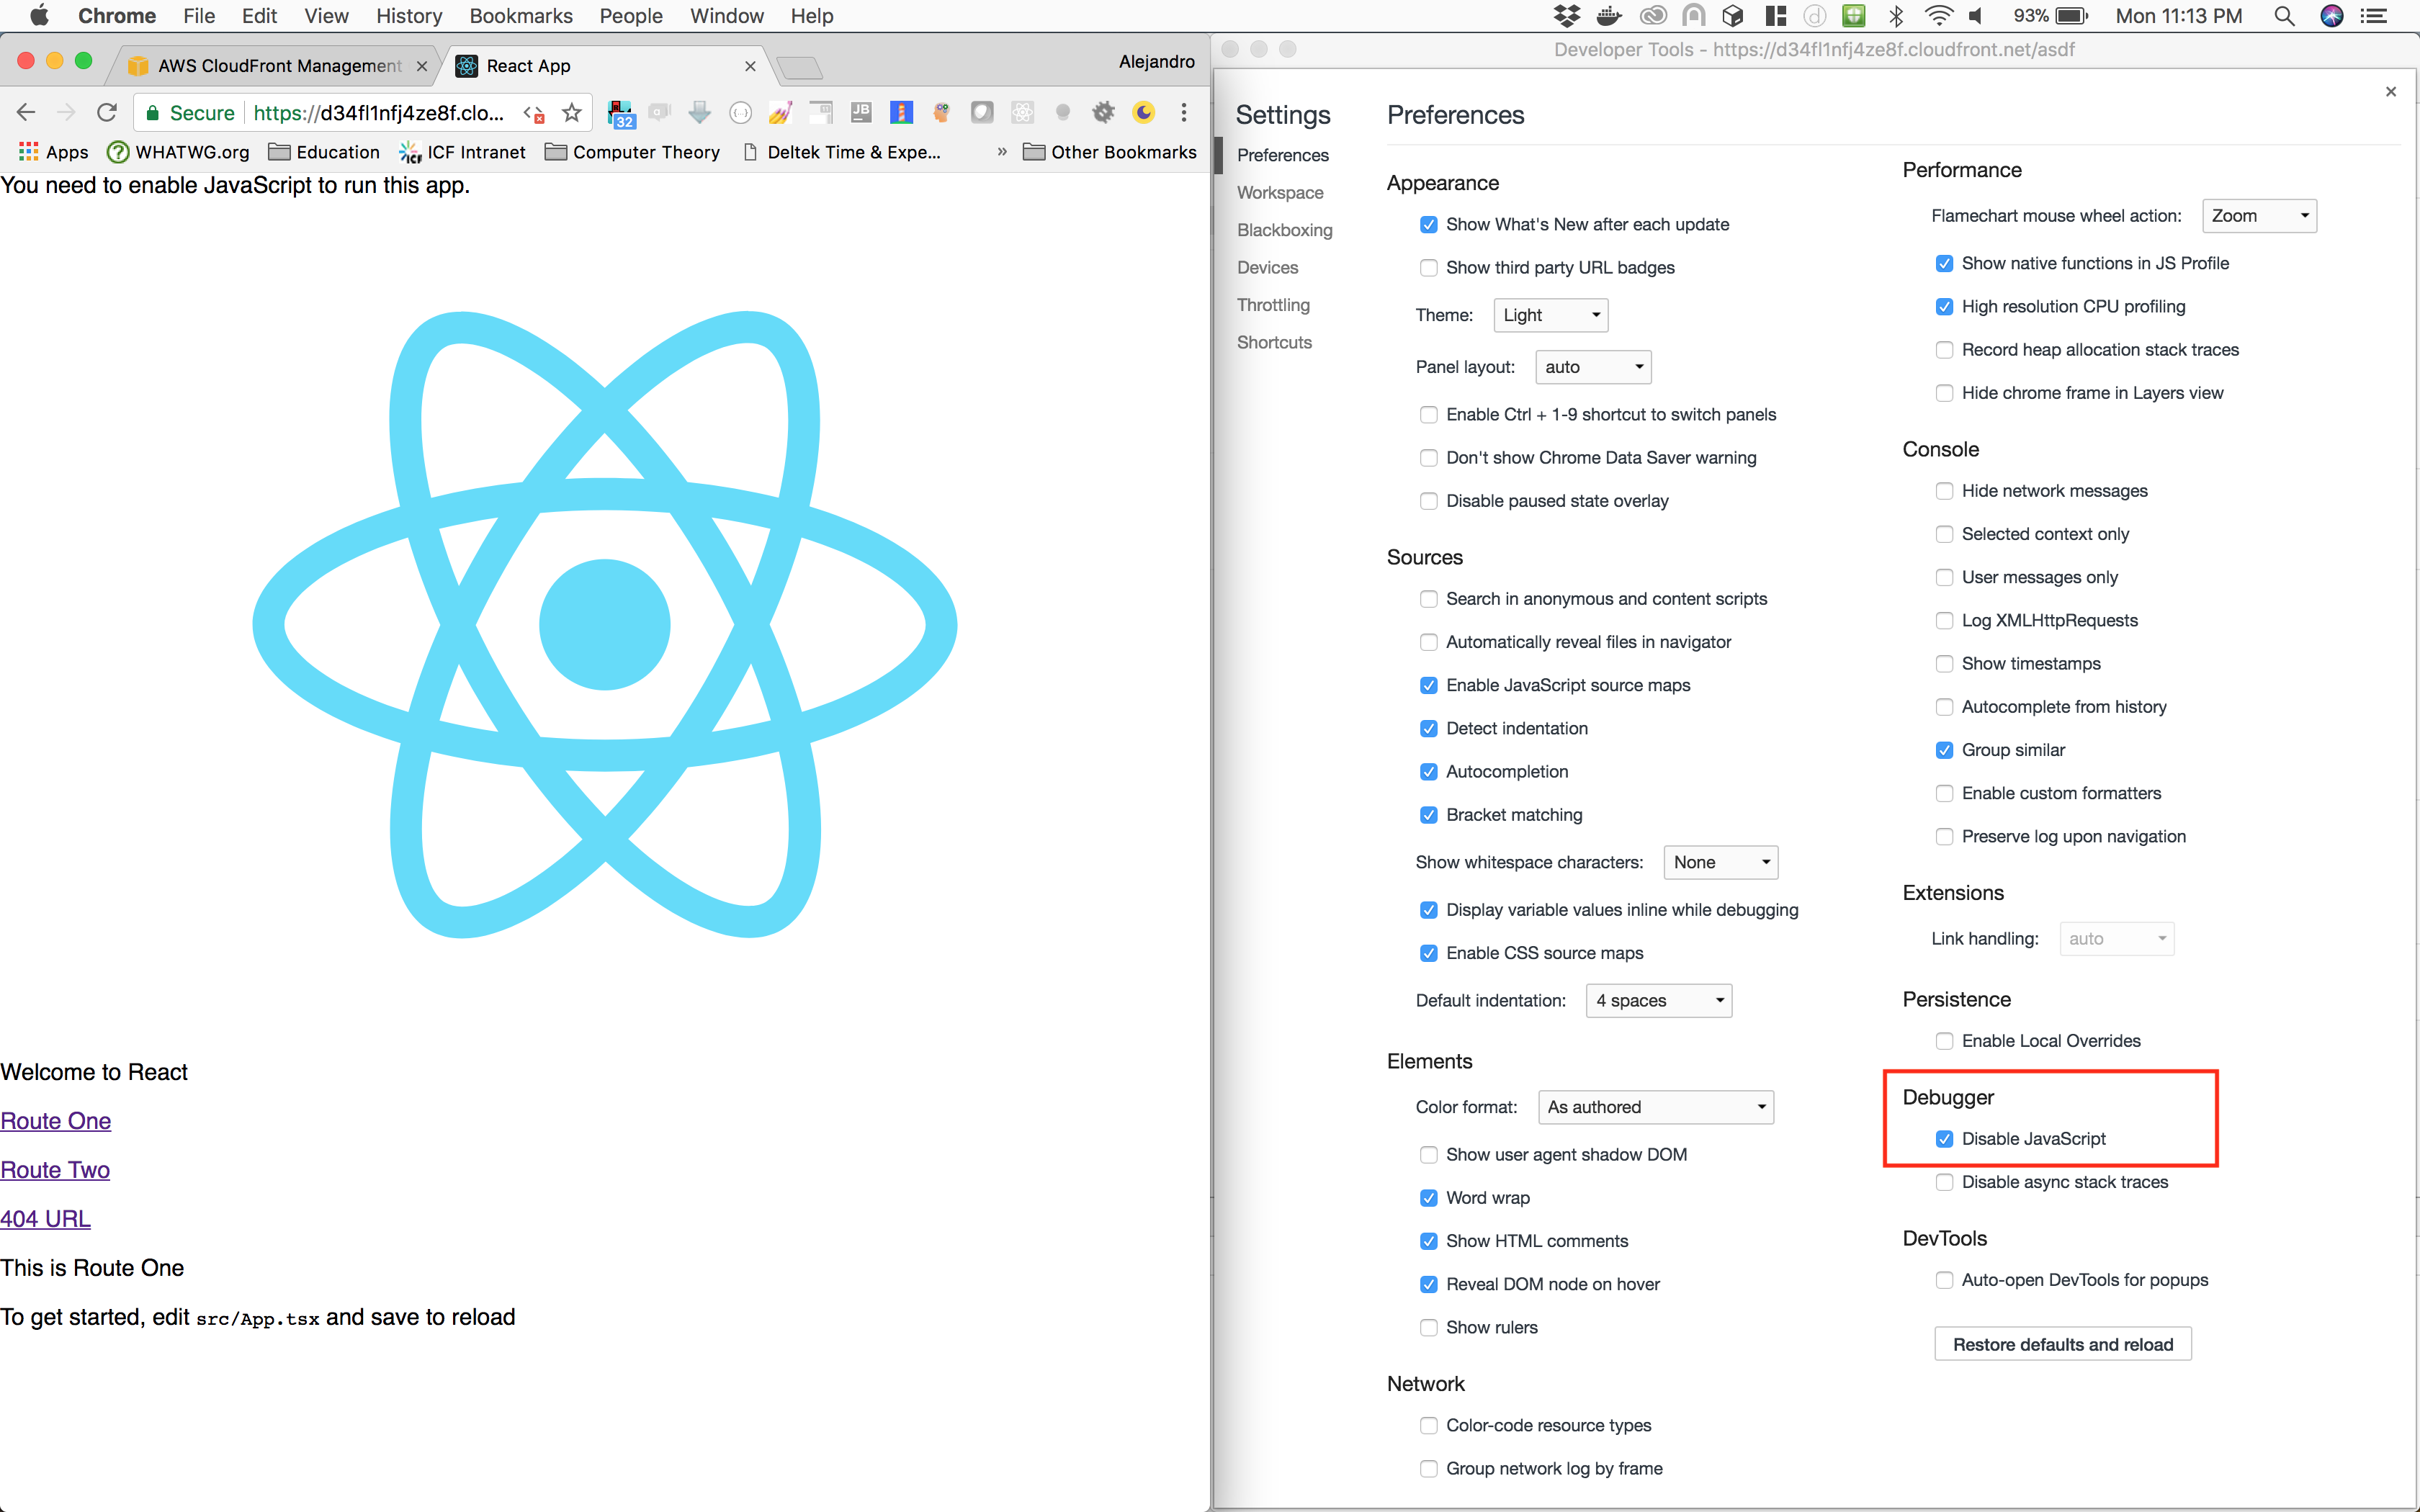 Chrome File Edit View History Bookmarks People Window Help
93% Mon 11:13 PM
AWS CloudFront Management
React App
Alejandro
Secure https://d34fl1nfj4ze8f.clo...
32
JB
Apps
WHATWG.org
Education
ICF Intranet
Computer Theory
Deltek Time & Expe...
»
Other Bookmarks
You need to enable JavaScript to run this app.
Welcome to React
Route One
Route Two
404 URL
This is Route One
To get started, edit src/App.tsx and save to reload
Developer Tools - https://d34fl1nfj4ze8f.cloudfront.net/asdf
Settings
Preferences
Workspace
Blackboxing
Devices
Throttling
Shortcuts
Preferences
Appearance
Show What's New after each update
Show third party URL badges
Theme: Light
Panel layout: auto
Enable Ctrl + 1-9 shortcut to switch panels
Don't show Chrome Data Saver warning
Disable paused state overlay
Sources
Search in anonymous and content scripts
Automatically reveal files in navigator
Enable JavaScript source maps
Detect indentation
Autocompletion
Bracket matching
Show whitespace characters: None
Display variable values inline while debugging
Enable CSS source maps
Default indentation: 4 spaces
Elements
Color format: As authored
Show user agent shadow DOM
Word wrap
Show HTML comments
Reveal DOM node on hover
Show rulers
Network
Color-code resource types
Group network log by frame
Performance
Flamechart mouse wheel action: Zoom
Show native functions in JS Profile
High resolution CPU profiling
Record heap allocation stack traces
Hide chrome frame in Layers view
Console
Hide network messages
Selected context only
User messages only
Log XMLHttpRequests
Show timestamps
Autocomplete from history
Group similar
Enable custom formatters
Preserve log upon navigation
Extensions
Link handling: auto
Persistence
Enable Local Overrides
Debugger
Disable JavaScript
Disable async stack traces
DevTools
Auto-open DevTools for popups
Restore defaults and reload